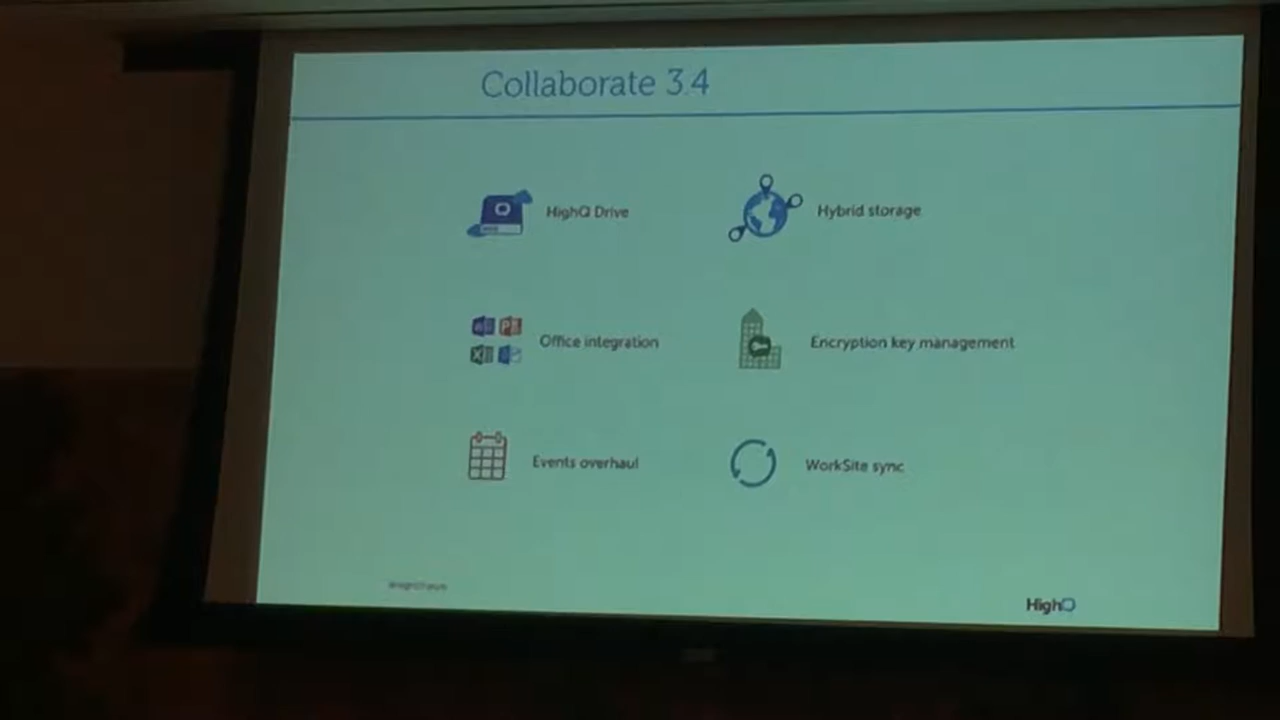 Collaborate 3.4
HighQ Drive
Hybrid storage
Office integration
Encryption key management
Events overhaul
WorkSite sync
HighQ